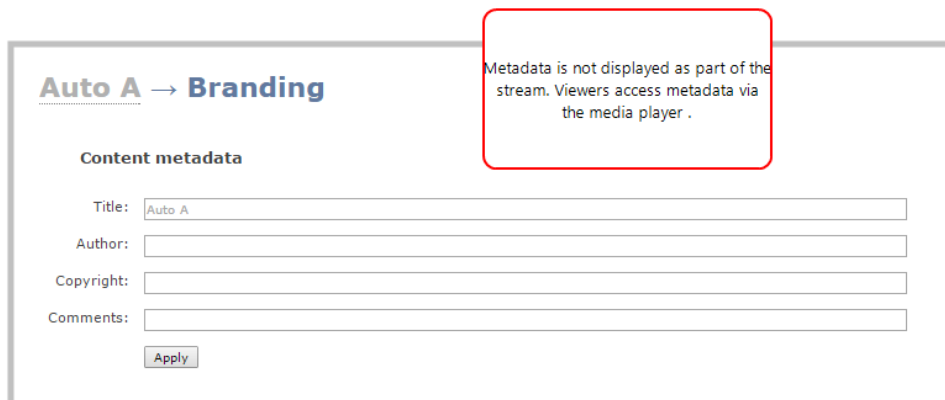 Metadata is not displayed as part of the
stream. Viewers access metadata via
the media player .
Auto A → Branding
Content metadata
Title: Auto A
Author:
Copyright:
Comments:
Apply